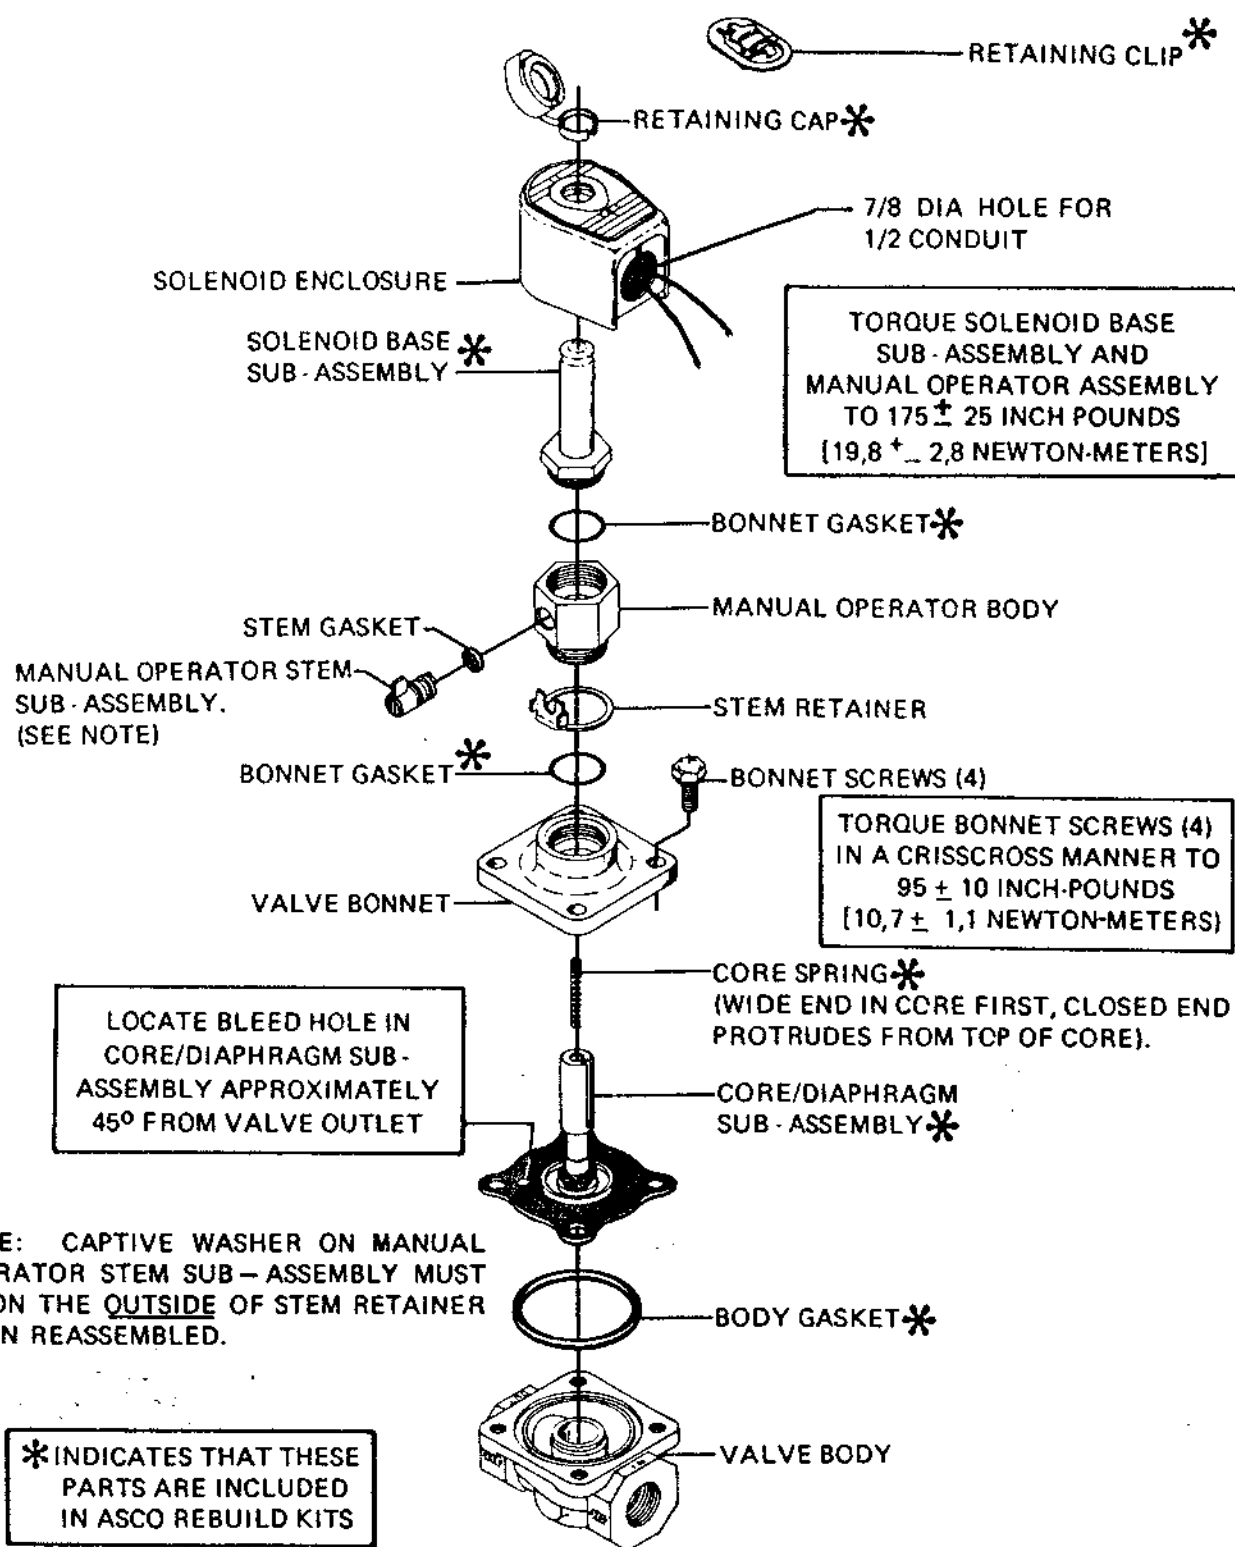 RETAINING CLIP*
RETAINING CAP*
7/8 DIA HOLE FOR
1/2 CONDUIT
SOLENOID ENCLOSURE
TORQUE SOLENOID BASE
SUB-ASSEMBLY AND
MANUAL OPERATOR ASSEMBLY
TO 175 ± 25 INCH POUNDS
[19,8 ± 2,8 NEWTON-METERS]
SOLENOID BASE *
SUB-ASSEMBLY
BONNET GASKET*
MANUAL OPERATOR BODY
STEM GASKET
MANUAL OPERATOR STEM
SUB-ASSEMBLY.
(SEE NOTE)
STEM RETAINER
BONNET GASKET*
BONNET SCREWS (4)
TORQUE BONNET SCREWS (4)
IN A CRISSCROSS MANNER TO
95 ± 10 INCH-POUNDS
[10,7 ± 1,1 NEWTON-METERS)
VALVE BONNET
CORE SPRING*
(WIDE END IN CORE FIRST, CLOSED END
PROTRUDES FROM TOP OF CORE).
LOCATE BLEED HOLE IN
CORE/DIAPHRAGM SUB-
ASSEMBLY APPROXIMATELY
45º FROM VALVE OUTLET
CORE/DIAPHRAGM
SUB-ASSEMBLY*
E: CAPTIVE WASHER ON MANUAL
RATOR STEM SUB–ASSEMBLY MUST
ON THE OUTSIDE OF STEM RETAINER
N REASSEMBLED.
BODY GASKET*
VALVE BODY
*INDICATES THAT THESE
PARTS ARE INCLUDED
IN ASCO REBUILD KITS